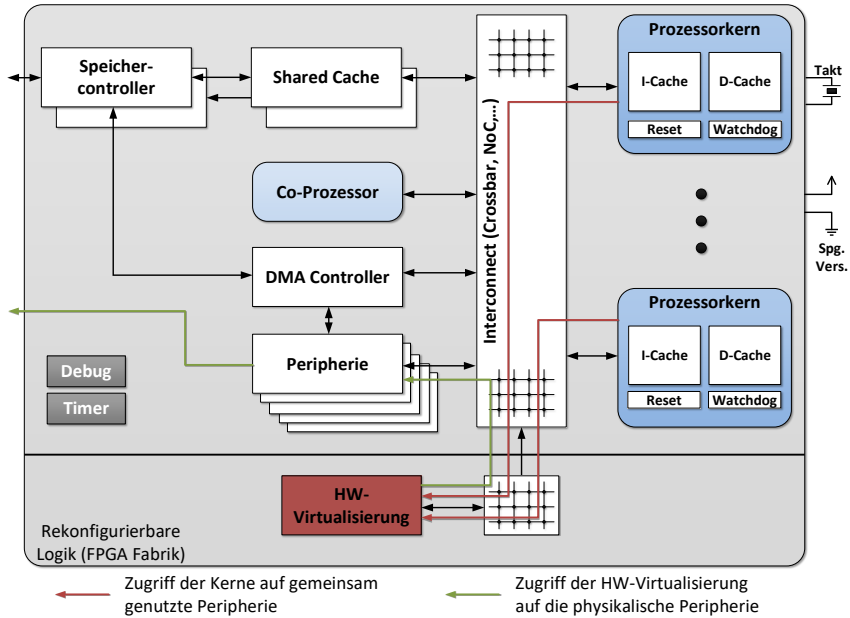 Speicher-
controller
Shared Cache
Co-Prozessor
DMA Controller
Peripherie
Debug
Timer
Interconnect (Crossbar, NoC,...)
Prozessorkern
I-Cache
D-Cache
Reset
Watchdog
Takt
Spg.
Vers.
Prozessorkern
I-Cache
D-Cache
Reset
Watchdog
HW-
Virtualisierung
Rekonfigurierbare
Logik (FPGA Fabrik)
Zugriff der Kerne auf gemeinsam
genutzte Peripherie
Zugriff der HW-Virtualisierung
auf die physikalische Peripherie